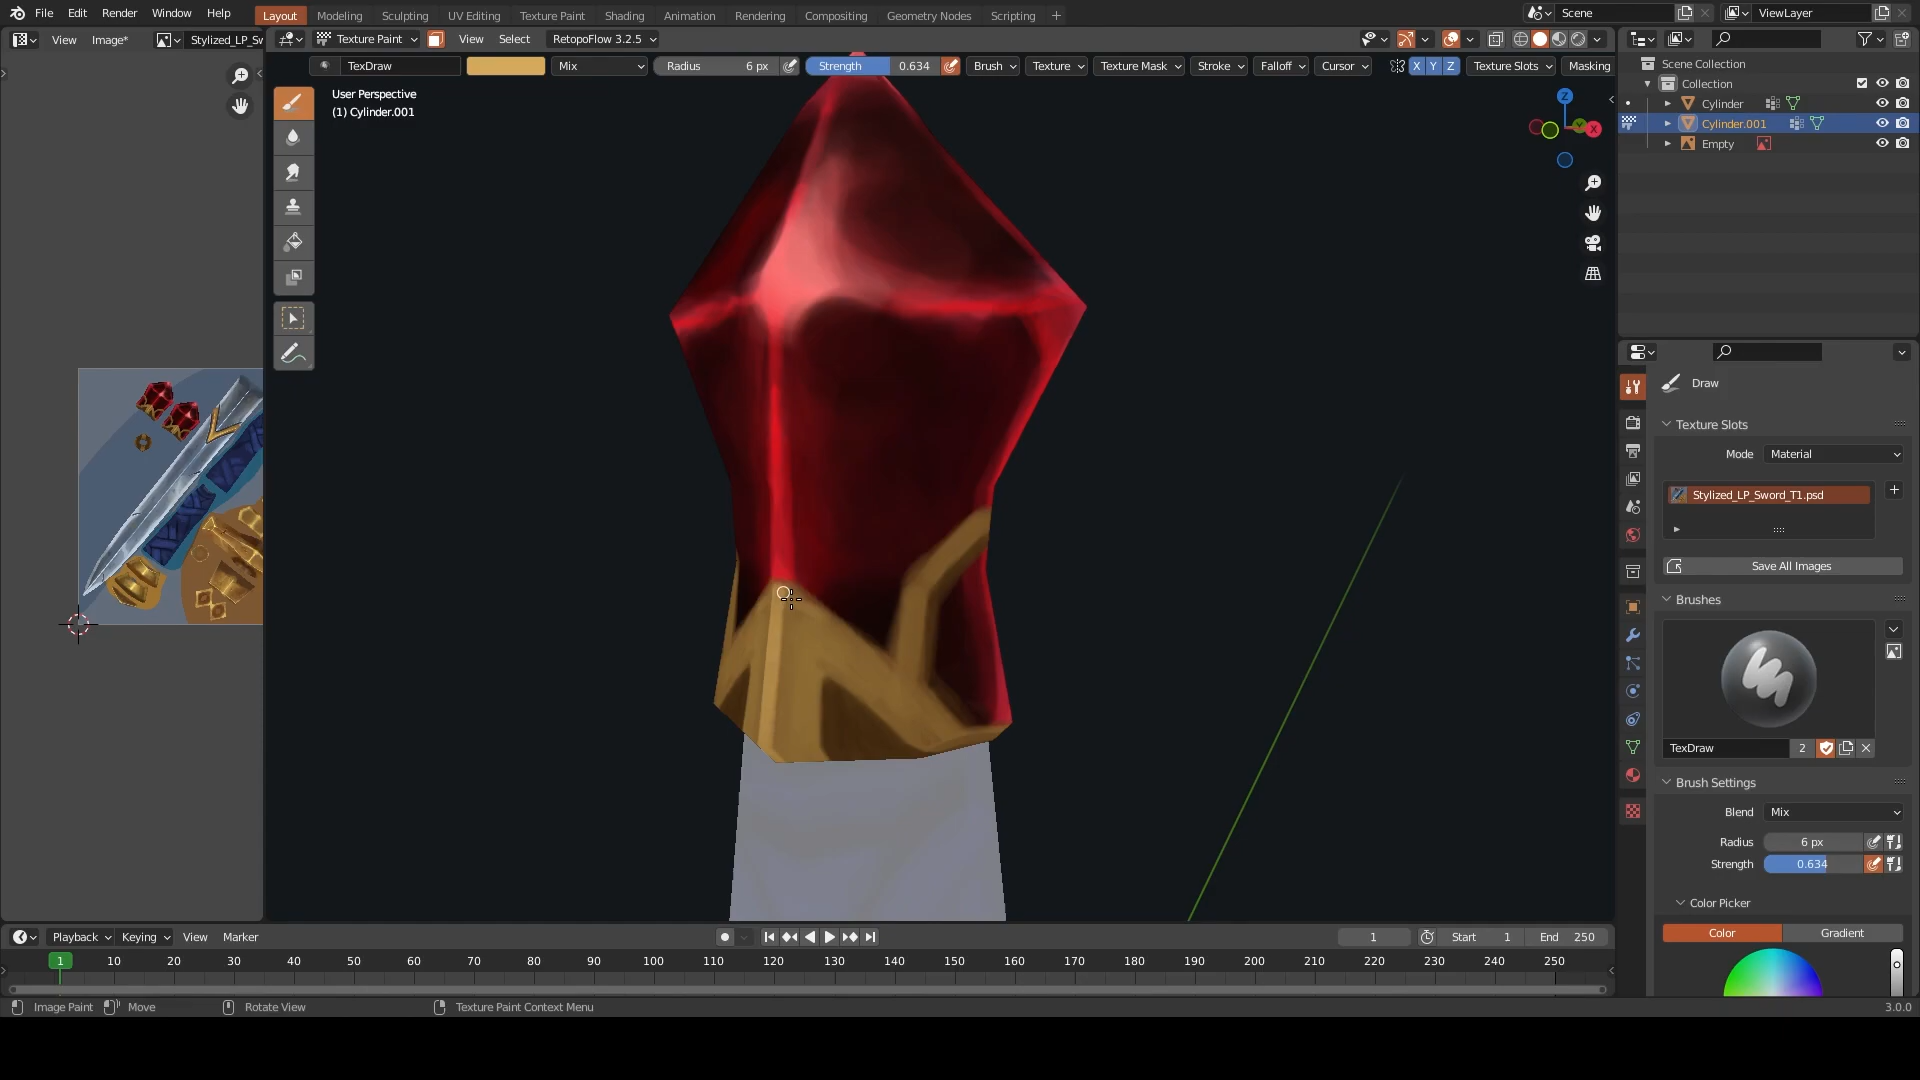 File Edit Render Window Help
Layout Modeling Sculpting UV Editing Texture Paint Shading Animation Rendering Compositing Geometry Nodes Scripting +
Scene
ViewLayer
View Image*
Stylized_LP_Sw
Texture Paint
View Select
RetopoFlow 3.2.5
TexDraw
Mix
Radius 6 px
Strength 0.634
Brush
Texture
Texture Mask
Stroke
Falloff
Cursor
X Y Z
Texture Slots
Masking
User Perspective
(1) Cylinder.001
Z
Y
X
Scene Collection
Collection
Cylinder
Cylinder.001
Empty
Draw
Texture Slots
Mode Material
Stylized_LP_Sword_T1.psd
Save All Images
Brushes
TexDraw 2
Brush Settings
Blend Mix
Radius 6 px
Strength 0.634
Color Picker
Color Gradient
Playback Keying View Marker
1
Start 1
End 250
1 10 20 30 40 50 60 70 80 90 100 110 120 130 140 150 160 170 180 190 200 210 220 230 240 250
Image Paint
Move
Rotate View
Texture Paint Context Menu
3.0.0